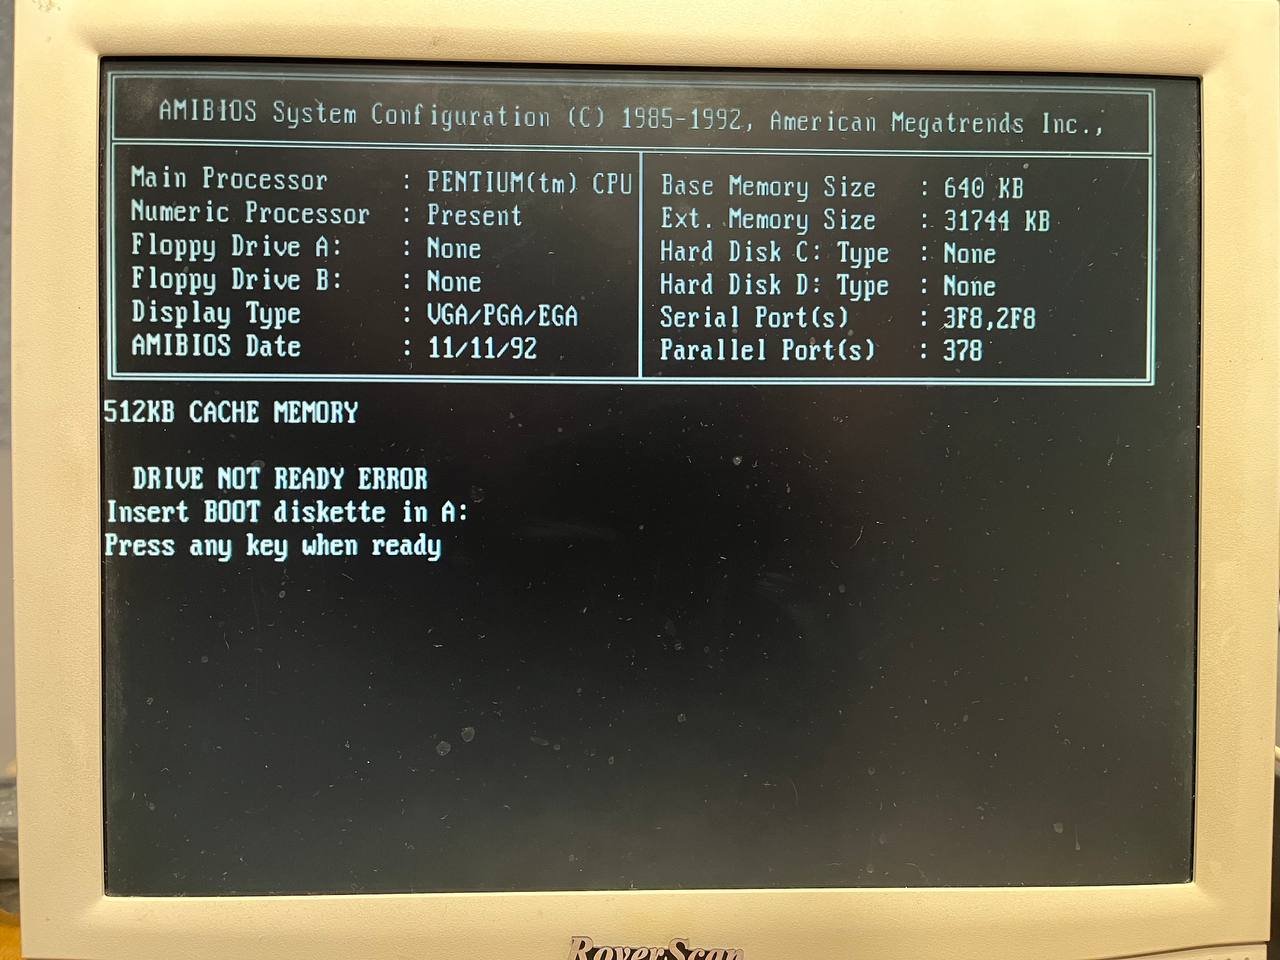 AMIBIOS System Configuration (C) 1985-1992, American Megatrends Inc.,
Main Processor : PENTIUM(tm) CPU
Numeric Processor : Present
Floppy Drive A: : None
Floppy Drive B: : None
Display Type : VGA/PGA/EGA
AMIBIOS Date : 11/11/92
Base Memory Size : 640 KB
Ext. Memory Size : 31744 KB
Hard Disk C: Type : None
Hard Disk D: Type : None
Serial Port(s) : 3F8,2F8
Parallel Port(s) : 378
512KB CACHE MEMORY
DRIVE NOT READY ERROR
Insert BOOT diskette in A:
Press any key when ready
RoverScan